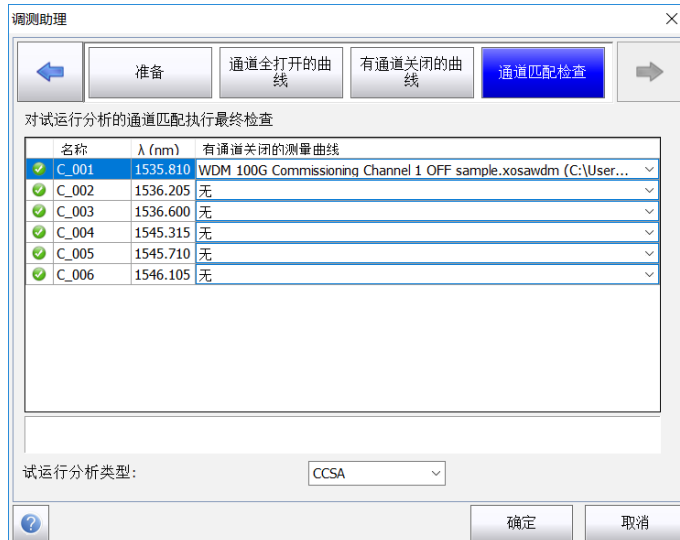 调测助理
准备
通道全打开的曲
线
有通道关闭的曲
线
通道匹配检查
对试运行分析的通道匹配执行最终检查
名称 λ (nm) 有通道关闭的测量曲线
C_001 1535.810 WDM 100G Commissioning Channel 1 OFF sample.xosawdm (C:\User...
C_002 1536.205 无
C_003 1536.600 无
C_004 1545.315 无
C_005 1545.710 无
C_006 1546.105 无
试运行分析类型: CCSA
确定 取消